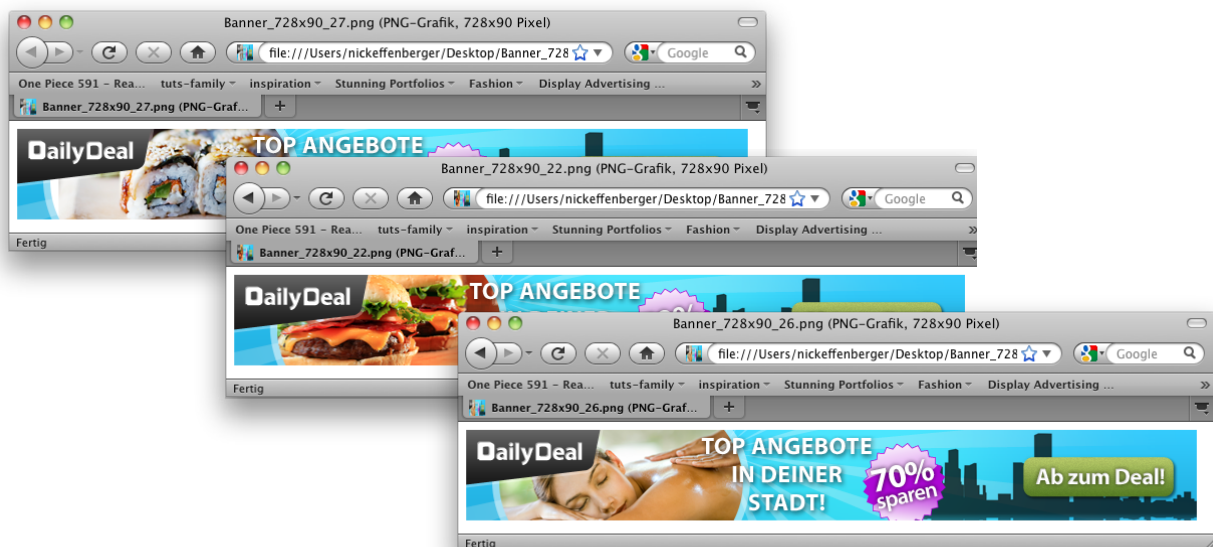 Banner_728x90_27.png (PNG-Grafik, 728x90 Pixel)
file:///Users/nickeffenberger/Desktop/Banner_728
Google
One Piece 591 – Rea... tuts-family inspiration Stunning Portfolios Fashion Display Advertising ... »
Banner_728x90_27.png (PNG-Graf... +
DailyDeal
TOP ANGEBOTE
Fertig
Banner_728x90_22.png (PNG-Grafik, 728x90 Pixel)
file:///Users/nickeffenberger/Desktop/Banner_728
Google
One Piece 591 – Rea... tuts-family inspiration Stunning Portfolios Fashion Display Advertising ... »
Banner_728x90_22.png (PNG-Graf... +
DailyDeal
TOP ANGEBOTE
Fertig
Banner_728x90_26.png (PNG-Grafik, 728x90 Pixel)
file:///Users/nickeffenberger/Desktop/Banner_728
Google
One Piece 591 – Rea... tuts-family inspiration Stunning Portfolios Fashion Display Advertising ... »
Banner_728x90_26.png (PNG-Graf... +
DailyDeal
TOP ANGEBOTE
IN DEINER
STADT!
70%
sparen
Ab zum Deal!
Fertig